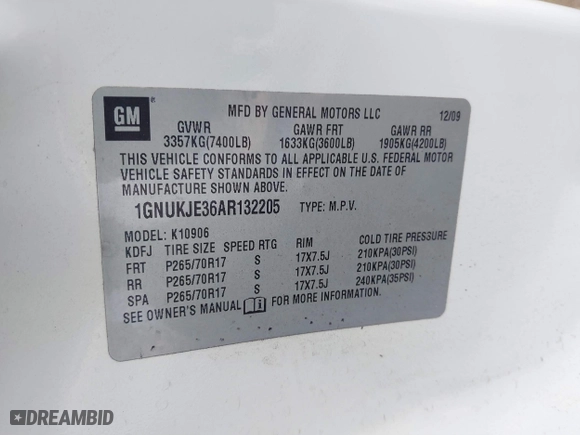 GM
MFD BY GENERAL MOTORS LLC 12/09
GVWR GAWR FRT GAWR RR
3357KG(7400LB) 1633KG(3600LB) 1905KG(4200LB)
THIS VEHICLE CONFORMS TO ALL APPLICABLE U.S. FEDERAL MOTOR
VEHICLE SAFETY STANDARDS IN EFFECT ON THE DATE OF
MANUFACTURE SHOWN ABOVE.
1GNUKJE36AR132205 TYPE: M.P.V.
MODEL: K10906
KDFJ TIRE SIZE SPEED RTG RIM COLD TIRE PRESSURE
FRT P265/70R17 S 17X7.5J 210KPA(30PSI)
RR P265/70R17 S 17X7.5J 210KPA(30PSI)
SPA P265/70R17 S 17X7.5J 240KPA(35PSI)
SEE OWNER'S MANUAL FOR MORE INFORMATION.
DREAMBID